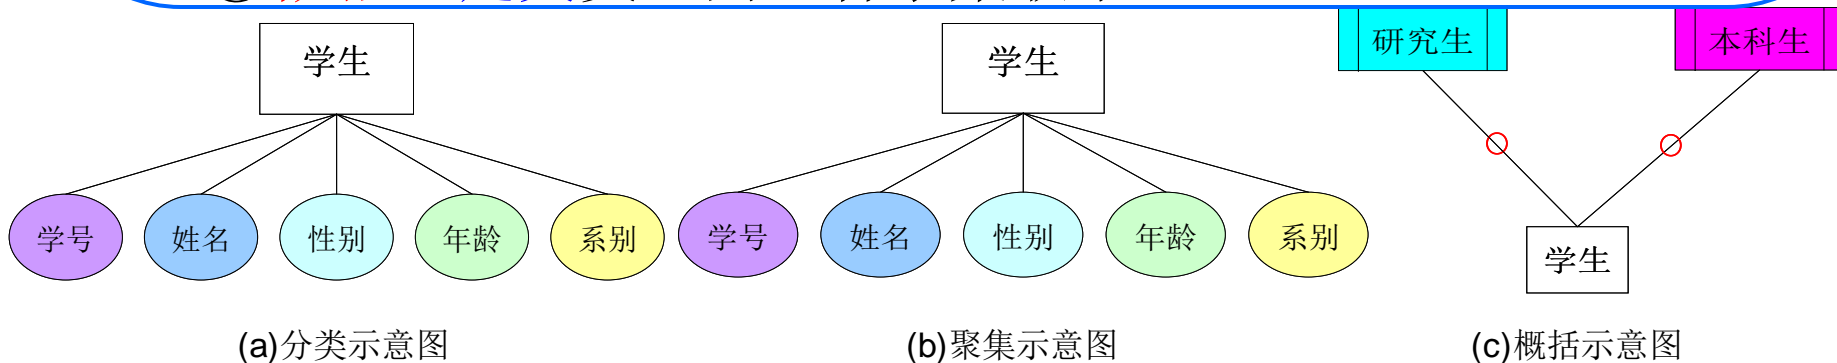 学生
学生
研究生
本科生
学号
姓名
性别
年龄
系别
学号
姓名
性别
年龄
系别
学生
(a)分类示意图
(b)聚集示意图
(c)概括示意图